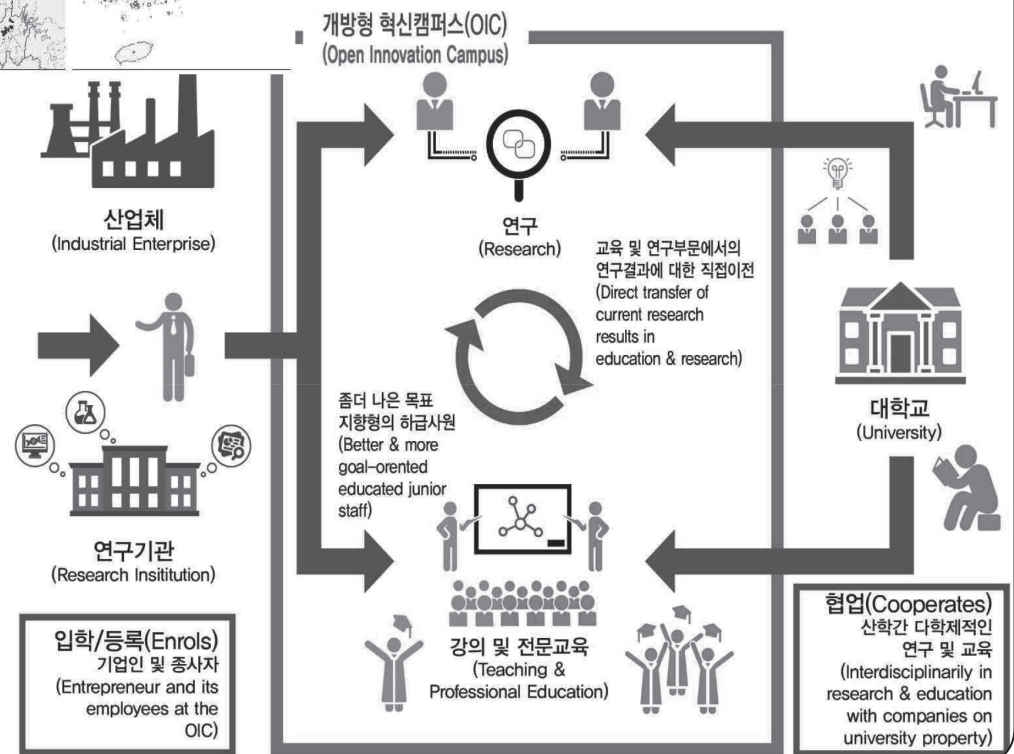 개방형 혁신캠퍼스(OIC)
(Open Innovation Campus)
산업체
(Industrial Enterprise)
연구
(Research)
교육 및 연구부문에서의
연구결과에 대한 직접이전
(Direct transfer of
current research
results in
education & research)
대학교
(University)
좀더 나은 목표
지향형의 하급사원
(Better & more
goal-orented
educated junior
staff)
연구기관
(Research Insititution)
강의 및 전문교육
(Teaching &
Professional Education)
입학/등록(Enrols)
기업인 및 종사자
(Entrepreneur and its
employees at the
OIC)
협업(Cooperates)
산학간 다학제적인
연구 및 교육
(Interdisciplinarily in
research & education
with companies on
university property)